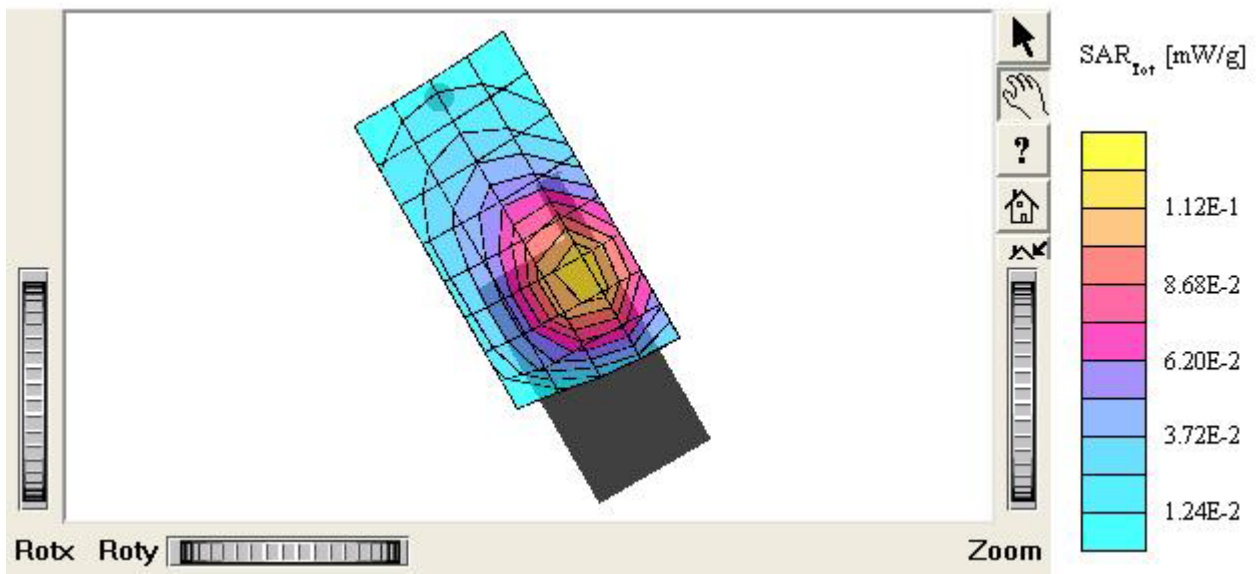 SAR_Tot [mW/g]
?
1.12E-1
8.68E-2
6.20E-2
3.72E-2
1.24E-2
Rotx Roty Zoom